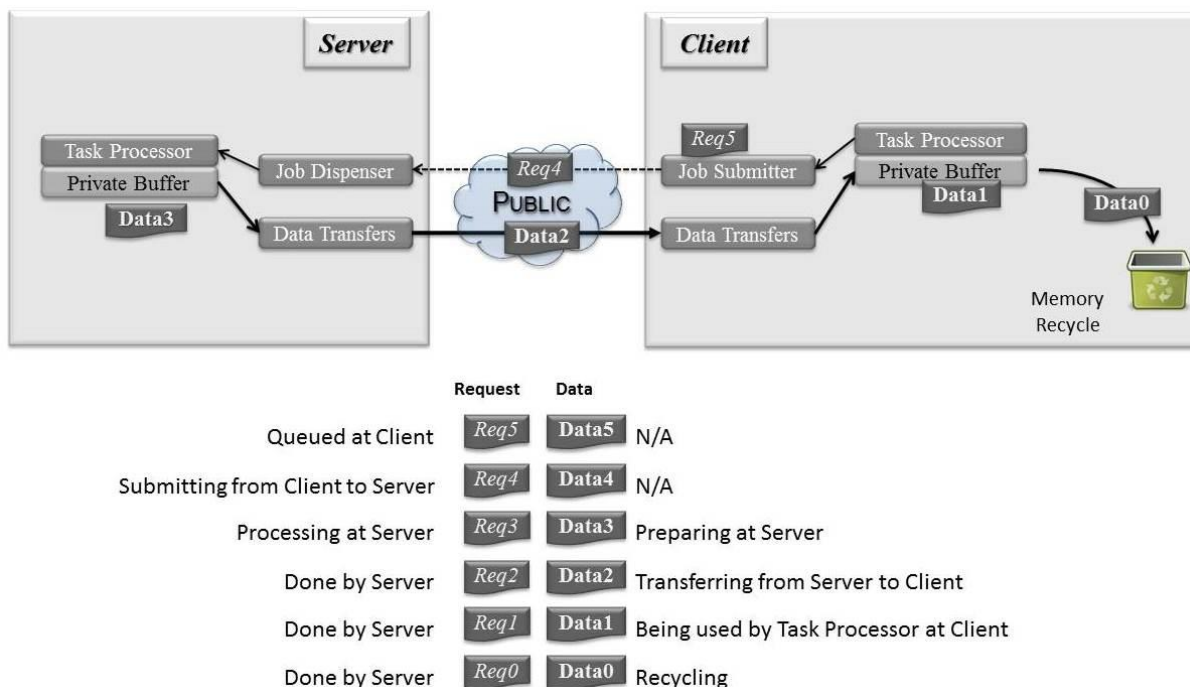 Server
Client
Req5
Task Processor
Job Dispenser
Req4
Job Submitter
Task Processor
Private Buffer
Private Buffer
PUBLIC
Data3
Data1
Data0
Data Transfers
Data2
Data Transfers
Memory
Recycle
Request Data
Queued at Client Req5 Data5 N/A
Submitting from Client to Server Req4 Data4 N/A
Processing at Server Req3 Data3 Preparing at Server
Done by Server Req2 Data2 Transferring from Server to Client
Done by Server Req1 Data1 Being used by Task Processor at Client
Done by Server Req0 Data0 Recycling